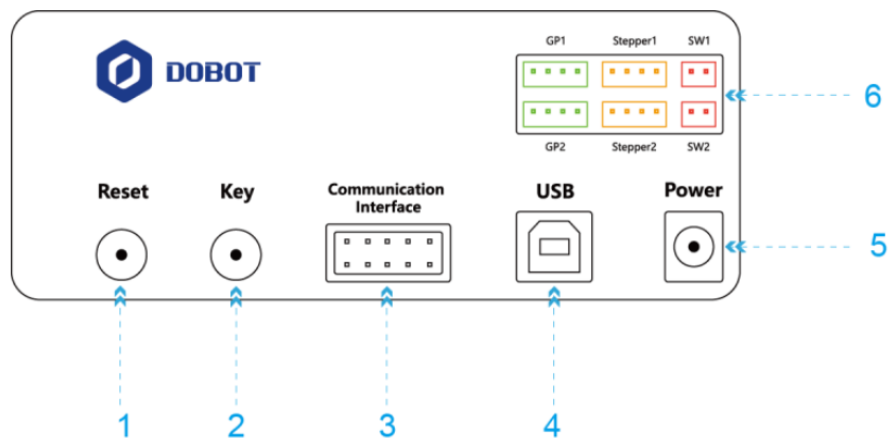 GP1 Stepper1 SW1
DOBOT
6
GP2 Stepper2 SW2
Reset Key Communication Interface USB Power
5
1 2 3 4